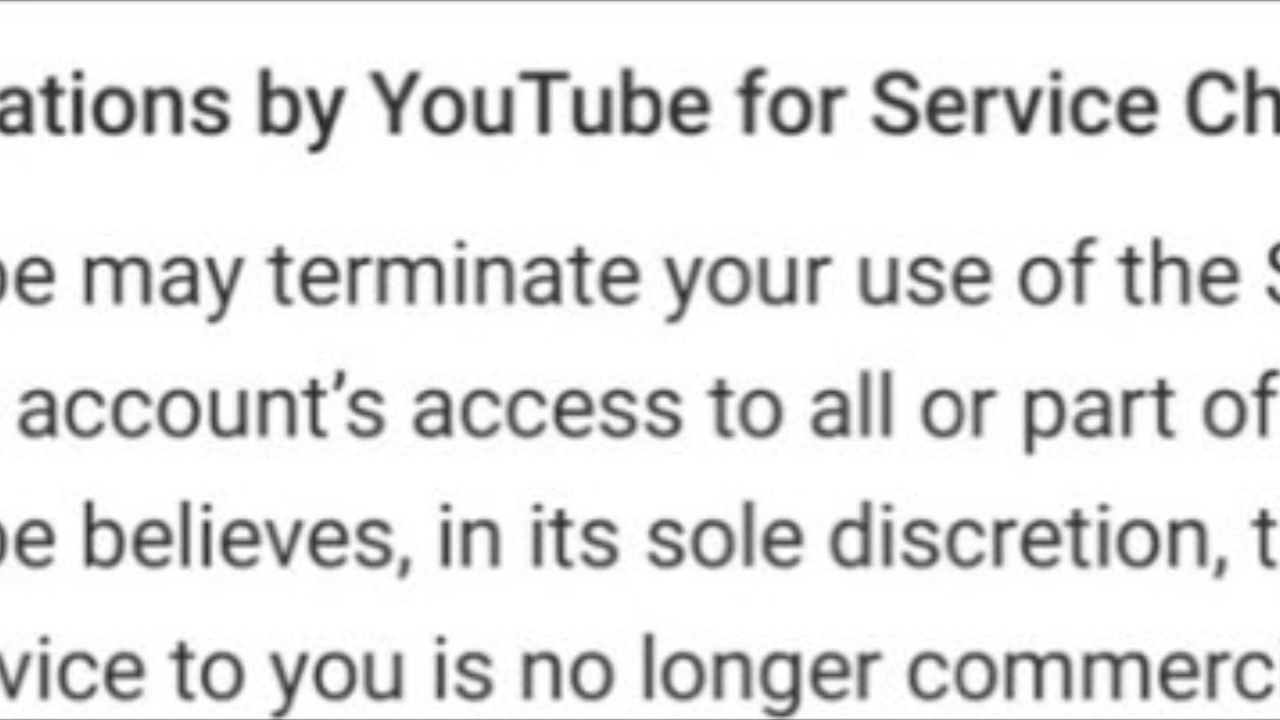 ations by YouTube for Service Ch
be may terminate your use of the S
account’s access to all or part of
be believes, in its sole discretion, t
vice to you is no longer commerc